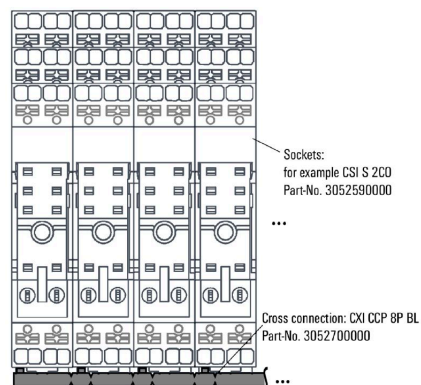 Sockets:
for example CSI S 2CO
Part-No. 3052590000
...
Cross connection: CXI CCP 8P BL
Part-No. 3052700000
...